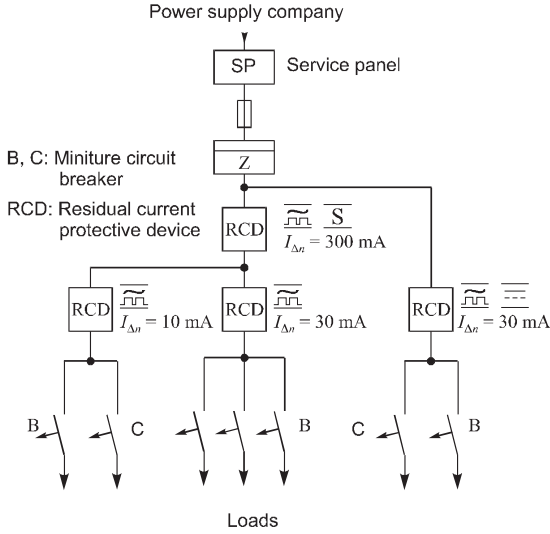 Power supply company
SP
Service panel
Z
B, C: Miniture circuit
breaker
RCD: Residual current
protective device
RCD
S
IΔn = 300 mA
RCD
IΔn = 10 mA
RCD
IΔn = 30 mA
RCD
IΔn = 30 mA
B
C
B
C
B
Loads